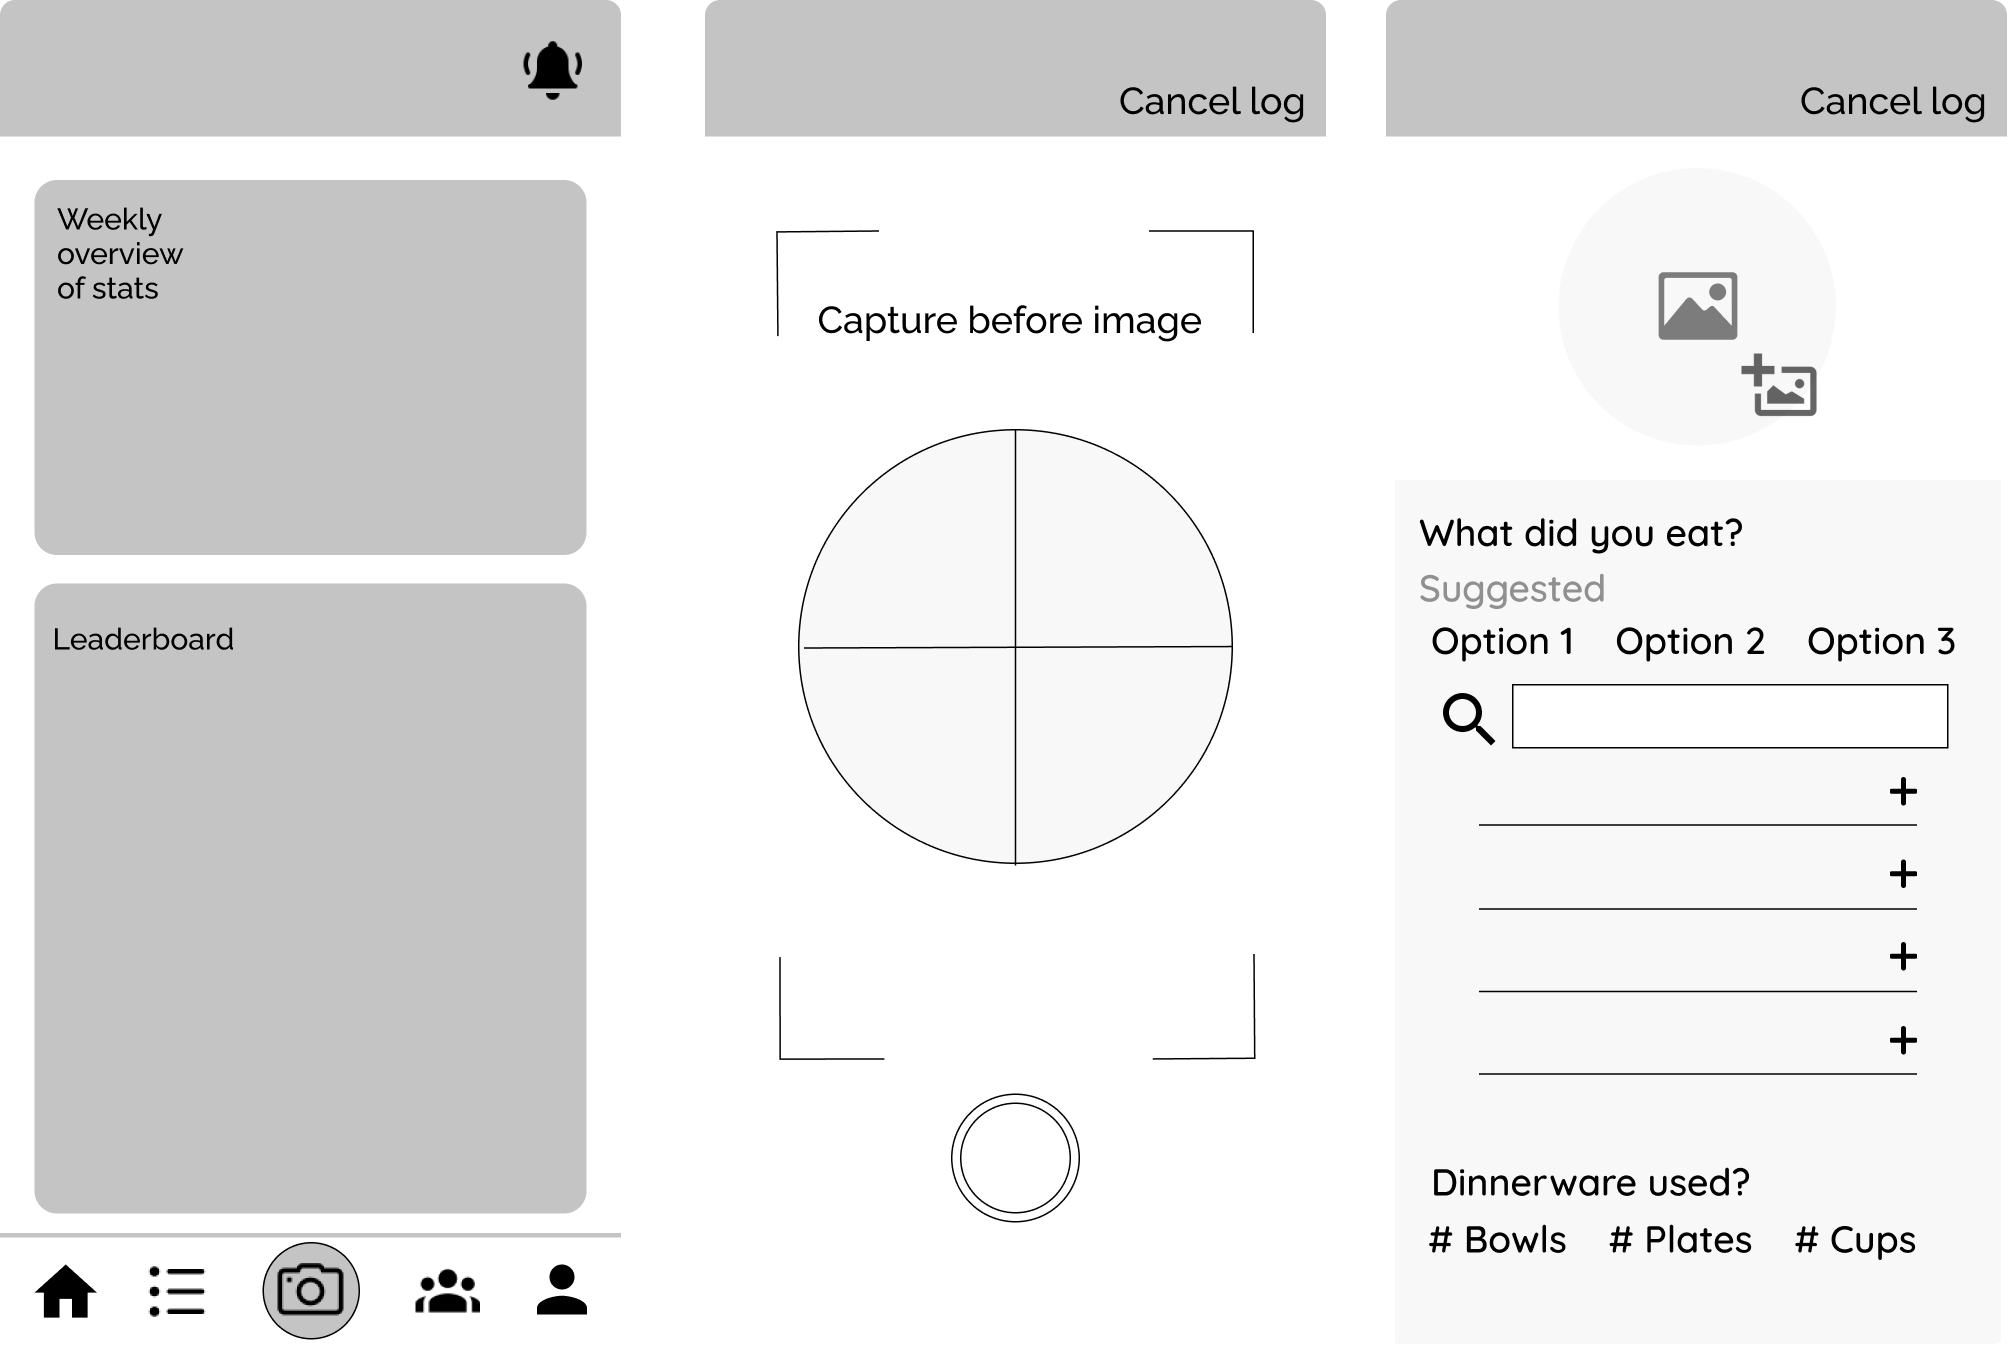 Weekly
overview
of stats
Leaderboard
Cancel log
Capture before image
Cancel log
What did you eat?
Suggested
Option 1 Option 2 Option 3
Dinnerware used?
# Bowls # Plates # Cups